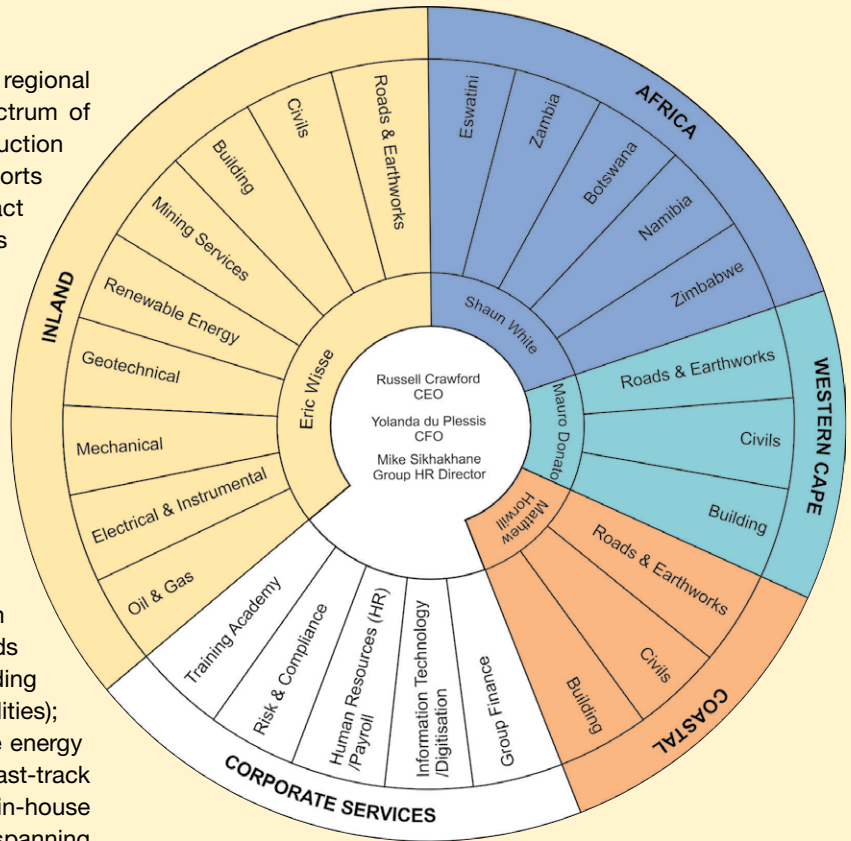 regional
ctrum of
uction
orts
act
s
n
ds
ding
lities);
e energy
ast-track
in-house
spanning
INLAND
Roads & Earthworks
Civils
Building
Mining Services
Renewable Energy
Geotechnical
Mechanical
Electrical & Instrumental
Oil & Gas
Eric Wisse
AFRICA
Eswatini
Zambia
Botswana
Namibia
Zimbabwe
Shaun White
WESTERN CAPE
Roads & Earthworks
Civils
Building
Mauro Donato
COASTAL
Roads & Earthworks
Civils
Building
Matthew
Horwill
CORPORATE SERVICES
Training Academy
Risk & Compliance
Human Resources (HR)
/Payroll
Information Technology
/Digitisation
Group Finance
Russell Crawford
CEO
Yolanda du Plessis
CFO
Mike Sikhakhane
Group HR Director